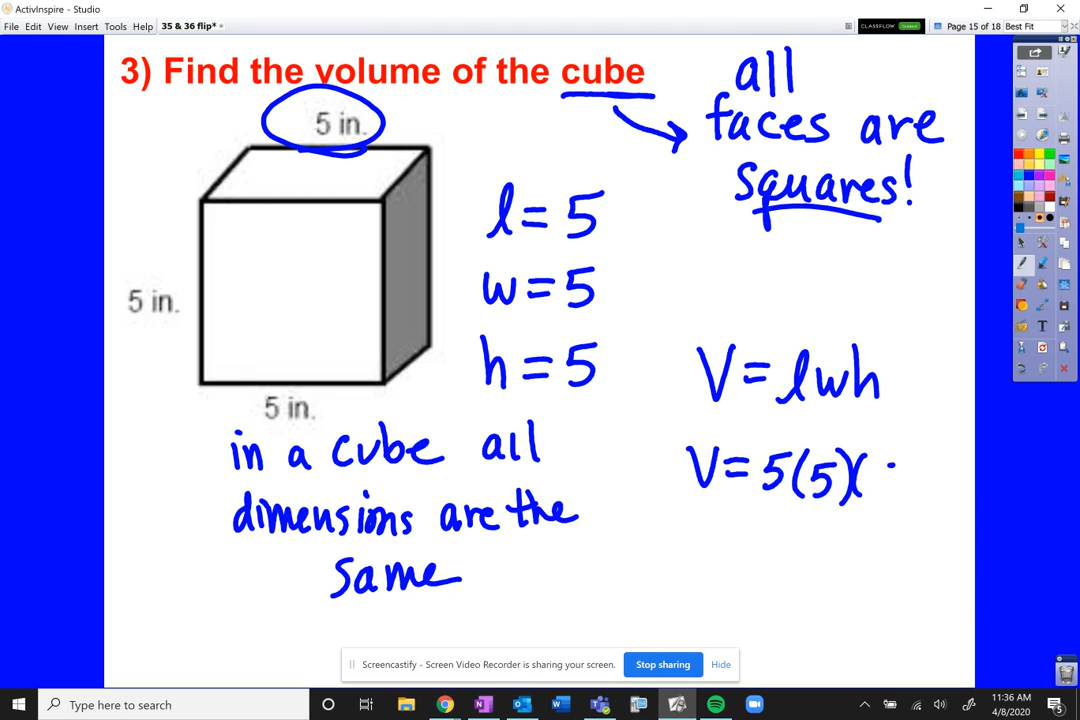 ActivInspire - Studio
File Edit View Insert Tools Help 35 & 36 flip* CLASSFLOW Connect Page 15 of 18 Best Fit
3) Find the volume of the cube
all
faces are
squares!
5 in.
l = 5
w = 5
5 in.
h = 5
V = lwh
5 in.
in a cube all
dimensions are the
same
V = 5(5)(
Screencastify - Screen Video Recorder is sharing your screen. Stop sharing Hide
Type here to search
11:36 AM
4/8/2020
5